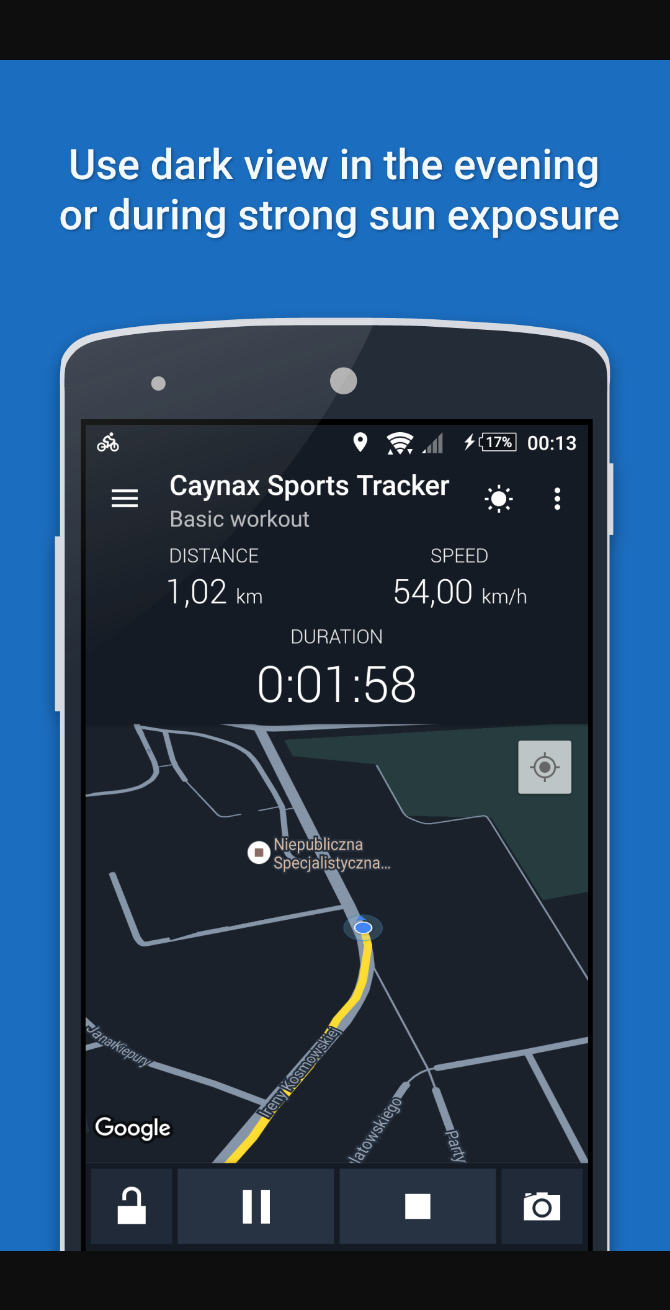 Use dark view in the evening
or during strong sun exposure
17% 00:13
Caynax Sports Tracker
Basic workout
DISTANCE SPEED
1,02 km 54,00 km/h
DURATION
0:01:58
Niepubliczna
Specjalistyczna...
Jana Kiepury
Ireny Kosmowskiej
latowskiego
Party
Google